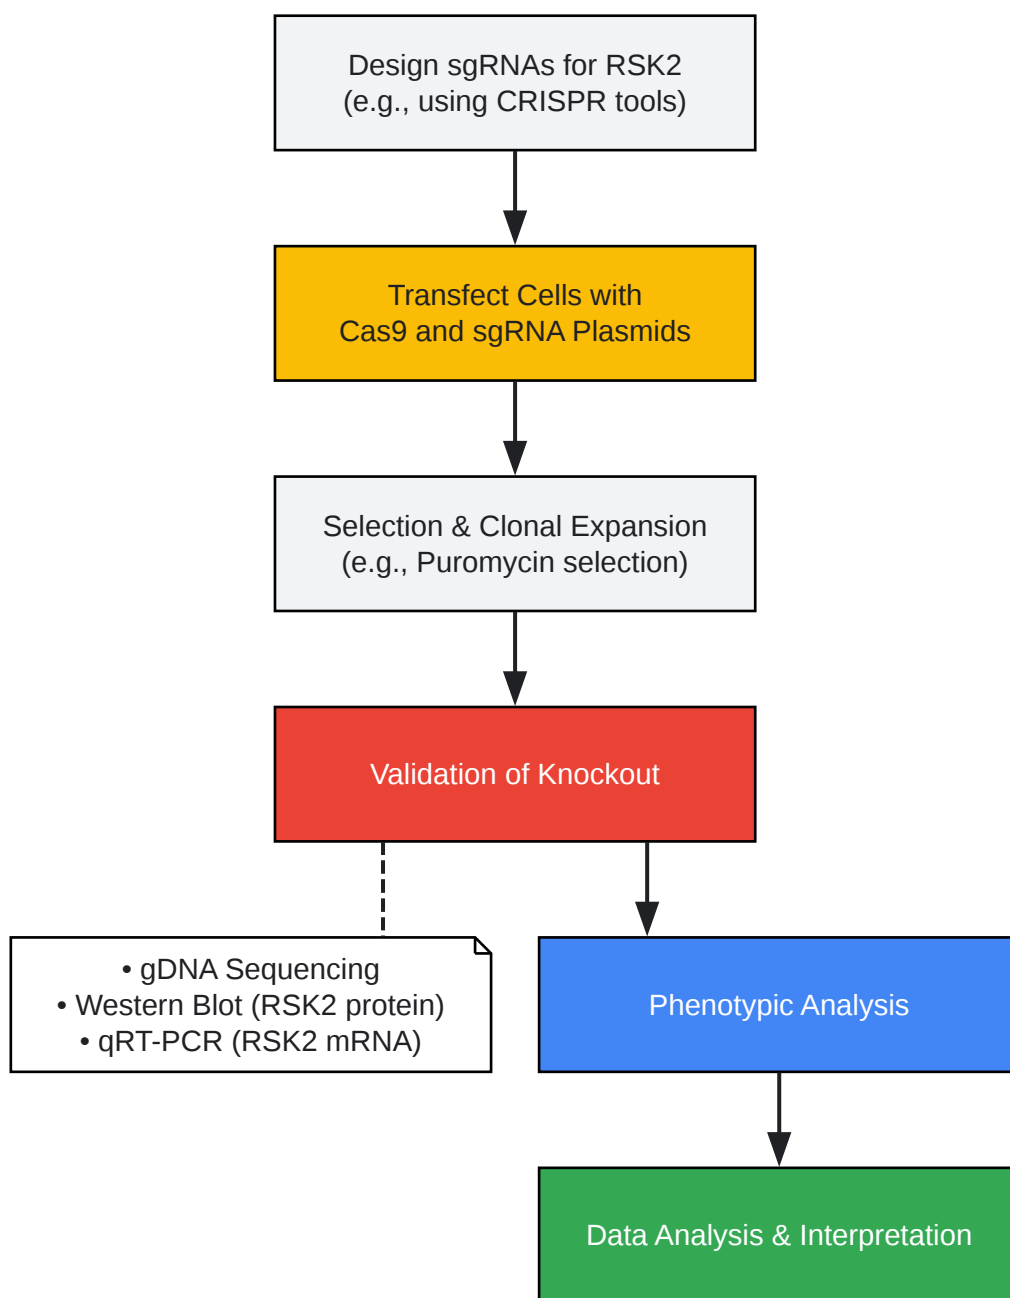 Design sgRNAs for RSK2
(e.g., using CRISPR tools)
Transfect Cells with
Cas9 and sgRNA Plasmids
Selection & Clonal Expansion
(e.g., Puromycin selection)
Validation of Knockout
• gDNA Sequencing
• Western Blot (RSK2 protein)
• qRT-PCR (RSK2 mRNA)
Phenotypic Analysis
Data Analysis & Interpretation